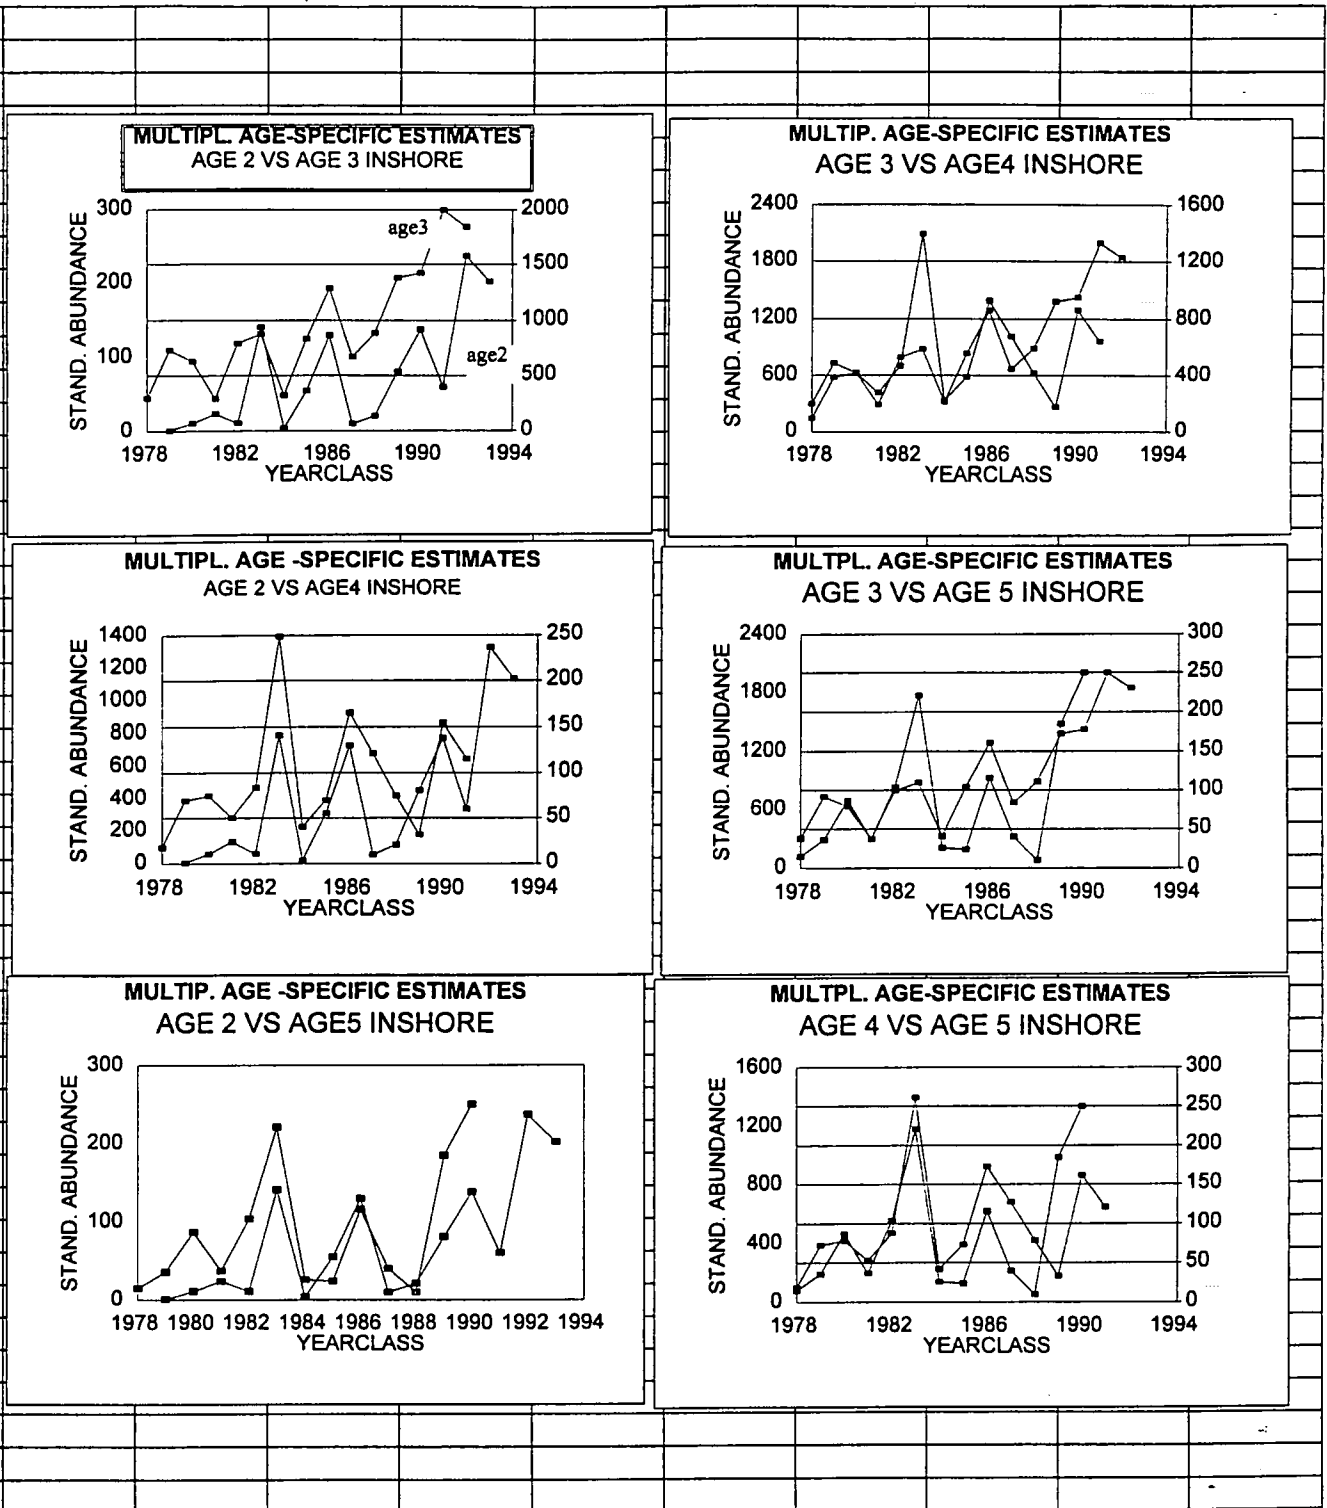 MULTIPL. AGE-SPECIFIC ESTIMATES
AGE 2 VS AGE 3 INSHORE
STAND. ABUNDANCE
300
200
100
0
2000
1500
1000
500
0
age3
age2
1978 1982 1986 1990 1994
YEARCLASS
MULTIP. AGE-SPECIFIC ESTIMATES
AGE 3 VS AGE4 INSHORE
STAND. ABUNDANCE
2400
1800
1200
600
0
1600
1200
800
400
0
1978 1982 1986 1990 1994
YEARCLASS
MULTIPL. AGE -SPECIFIC ESTIMATES
AGE 2 VS AGE4 INSHORE
STAND. ABUNDANCE
1400
1200
1000
800
600
400
200
0
250
200
150
100
50
0
1978 1982 1986 1990 1994
YEARCLASS
MULTPL. AGE-SPECIFIC ESTIMATES
AGE 3 VS AGE 5 INSHORE
STAND. ABUNDANCE
2400
1800
1200
600
0
300
250
200
150
100
50
0
1978 1982 1986 1990 1994
YEARCLASS
MULTIP. AGE -SPECIFIC ESTIMATES
AGE 2 VS AGE5 INSHORE
STAND. ABUNDANCE
300
200
100
0
1978 1980 1982 1984 1986 1988 1990 1992 1994
YEARCLASS
MULTPL. AGE-SPECIFIC ESTIMATES
AGE 4 VS AGE 5 INSHORE
STAND. ABUNDANCE
1600
1200
800
400
0
300
250
200
150
100
50
0
1978 1982 1986 1990 1994
YEARCLASS